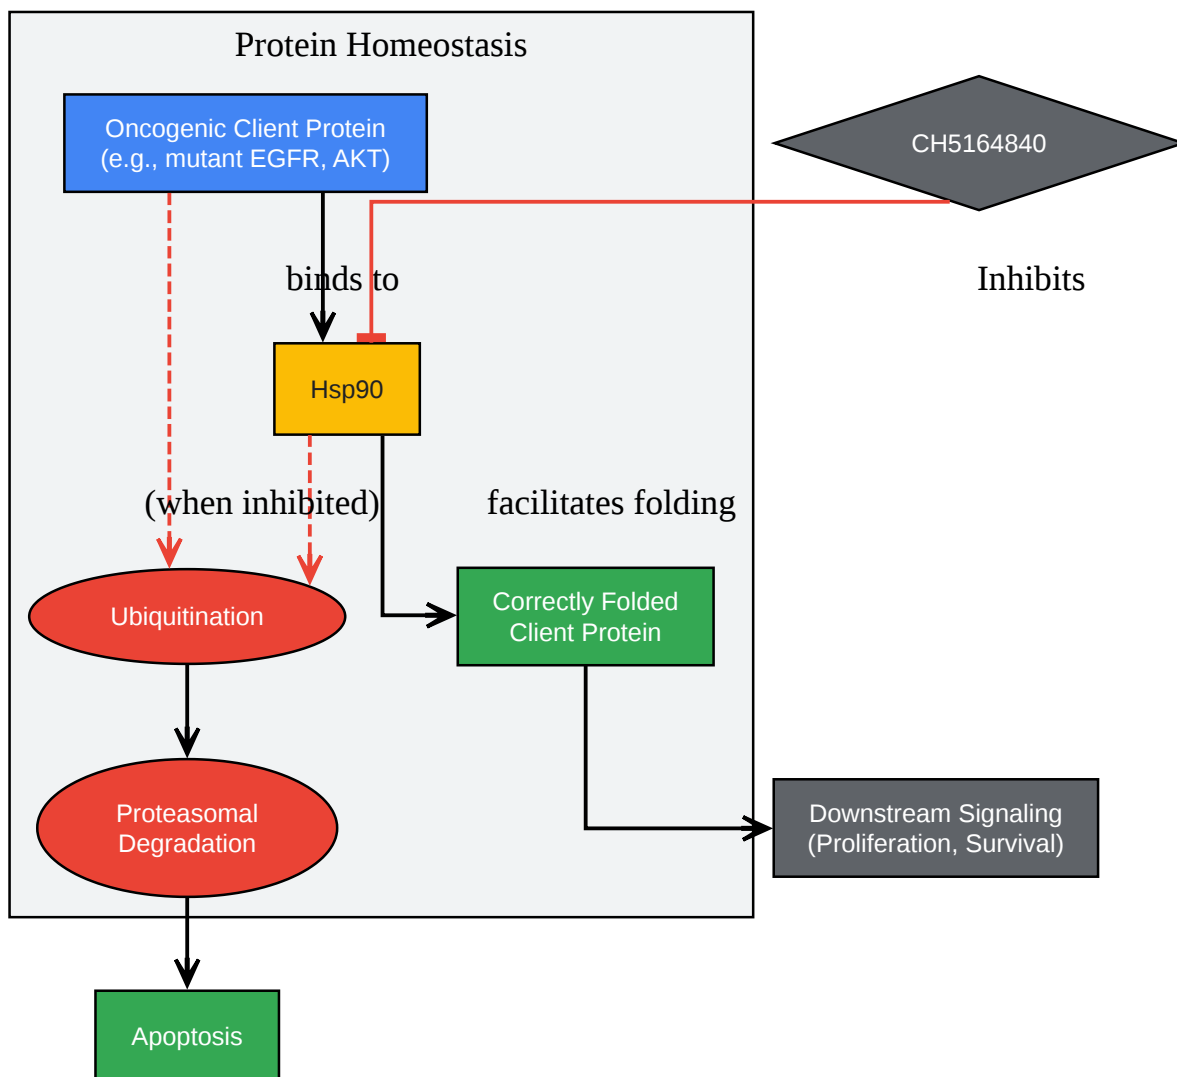 Protein Homeostasis
Oncogenic Client Protein
(e.g., mutant EGFR, AKT)
CH5164840
binds to
Inhibits
Hsp90
(when inhibited)
facilitates folding
Ubiquitination
Correctly Folded
Client Protein
Proteasomal
Degradation
Downstream Signaling
(Proliferation, Survival)
Apoptosis